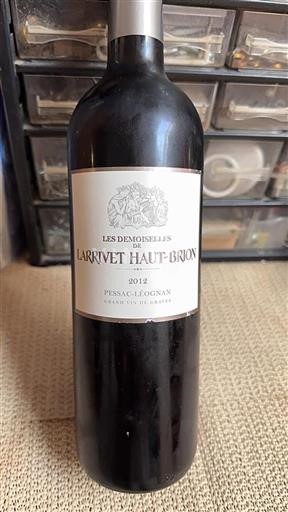 LES DEMOISELLES
DE
LARRIVET HAUT-BRION
2012
PESSAC-LÉOGNAN
GRAND VIN DE GRAVES